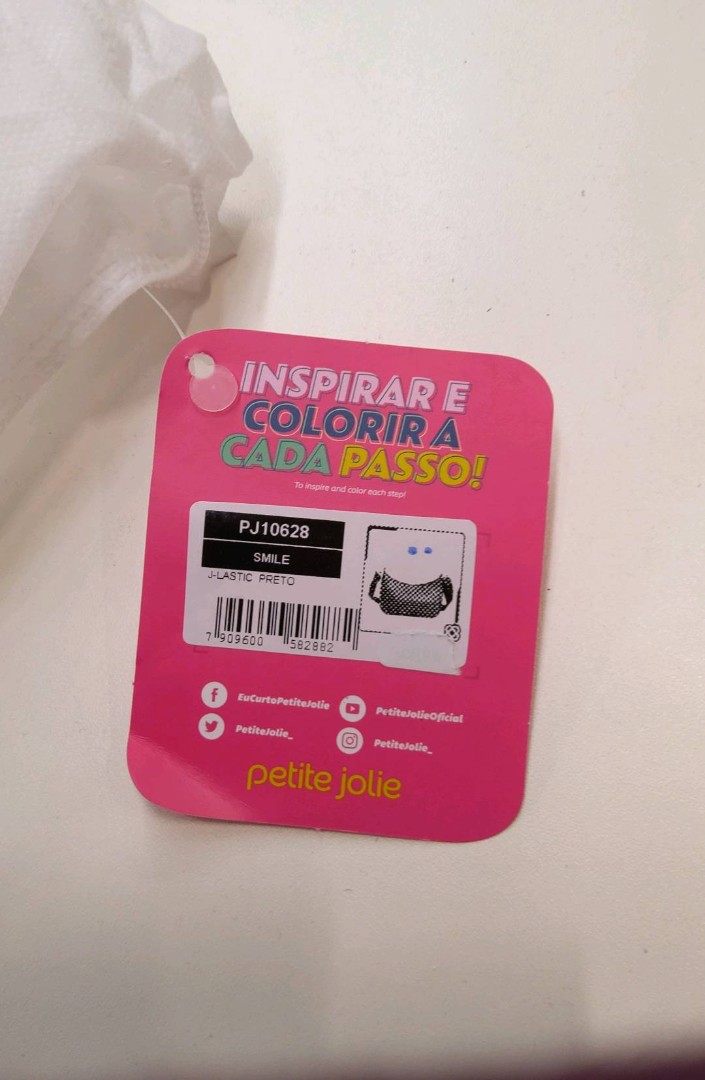 INSPIRAR E
COLORIR A
CADA PASSO!
To inspire and color each step!
PJ10628
SMILE
J-LASTIC PRETO
7 909600 582882
EuCurtoPetiteJolie
PetiteJolieOficial
PetiteJolie_
PetiteJolie_
petite jolie